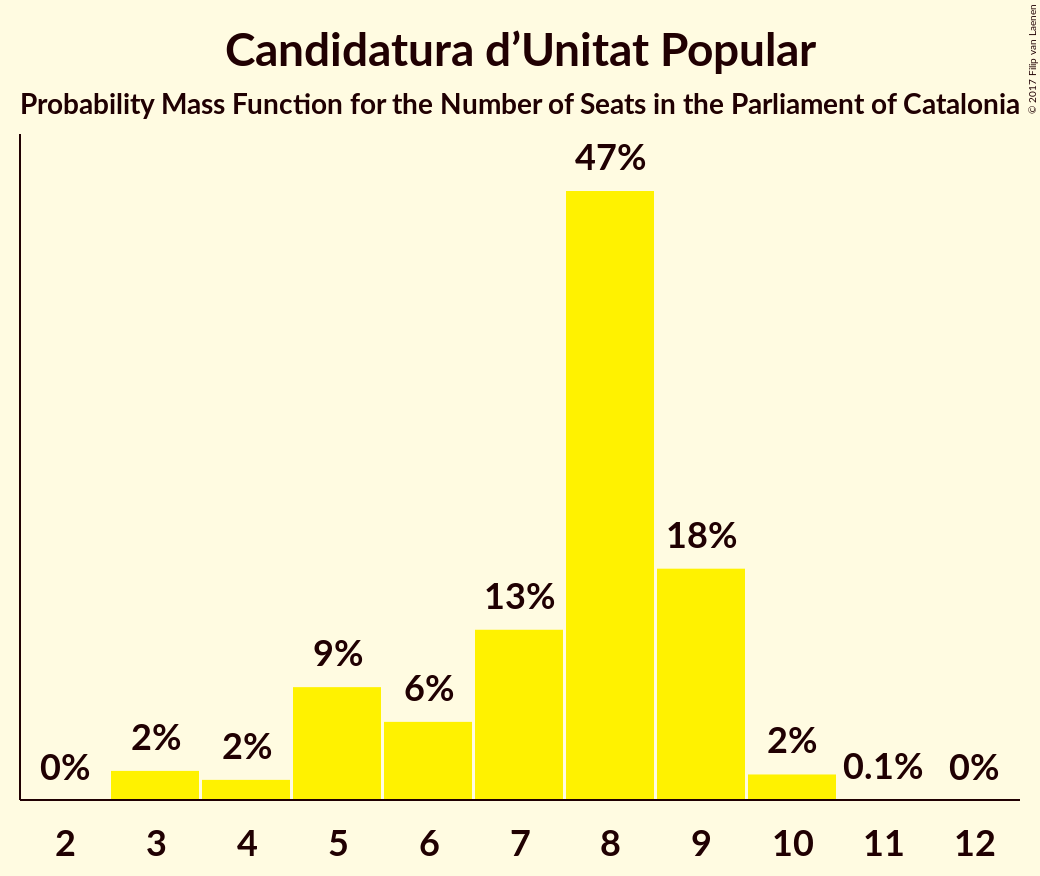 Candidatura d’Unitat Popular
Probability Mass Function for the Number of Seats in the Parliament of Catalonia
© 2017 Filip van Laenen
47%
18%
13%
9%
6%
2%
2%
2%
0%
0.1%
0%
2 3 4 5 6 7 8 9 10 11 12